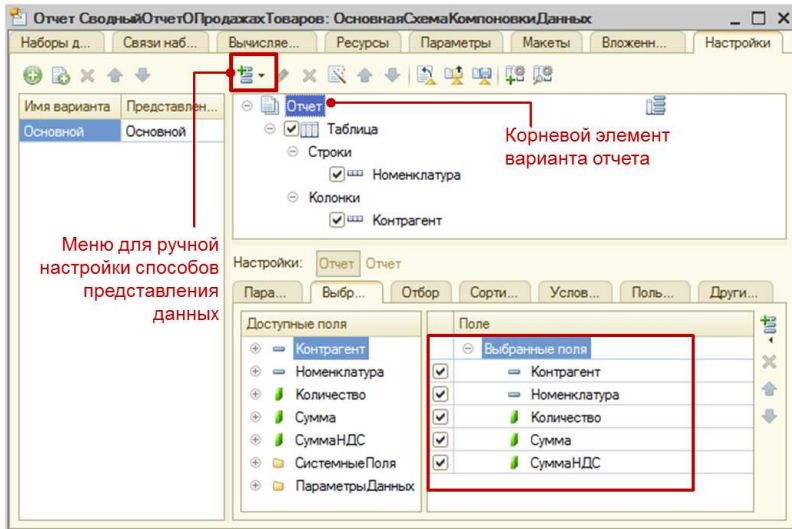 Отчет СводныйОтчетОПродажахТоваров: ОсновнаяСхемаКомпоновкиДанных
Наборы д... Связи наб... Вычисляе... Ресурсы Параметры Макеты Вложенн... Настройки
Имя варианта Представлен...
Основной Основной
Отчет
Таблица
Строки
Номенклатура
Колонки
Контрагент
Корневой элемент
варианта отчета
Меню для ручной
настройки способов
представления
данных
Настройки: Отчет Отчет
Пара... Выбр... Отбор Сорти... Услов... Поль... Други...
Доступные поля
Контрагент
Номенклатура
Количество
Сумма
СуммаНДС
СистемныеПоля
ПараметрыДанных
Поле
Выбранные поля
Контрагент
Номенклатура
Количество
Сумма
СуммаНДС